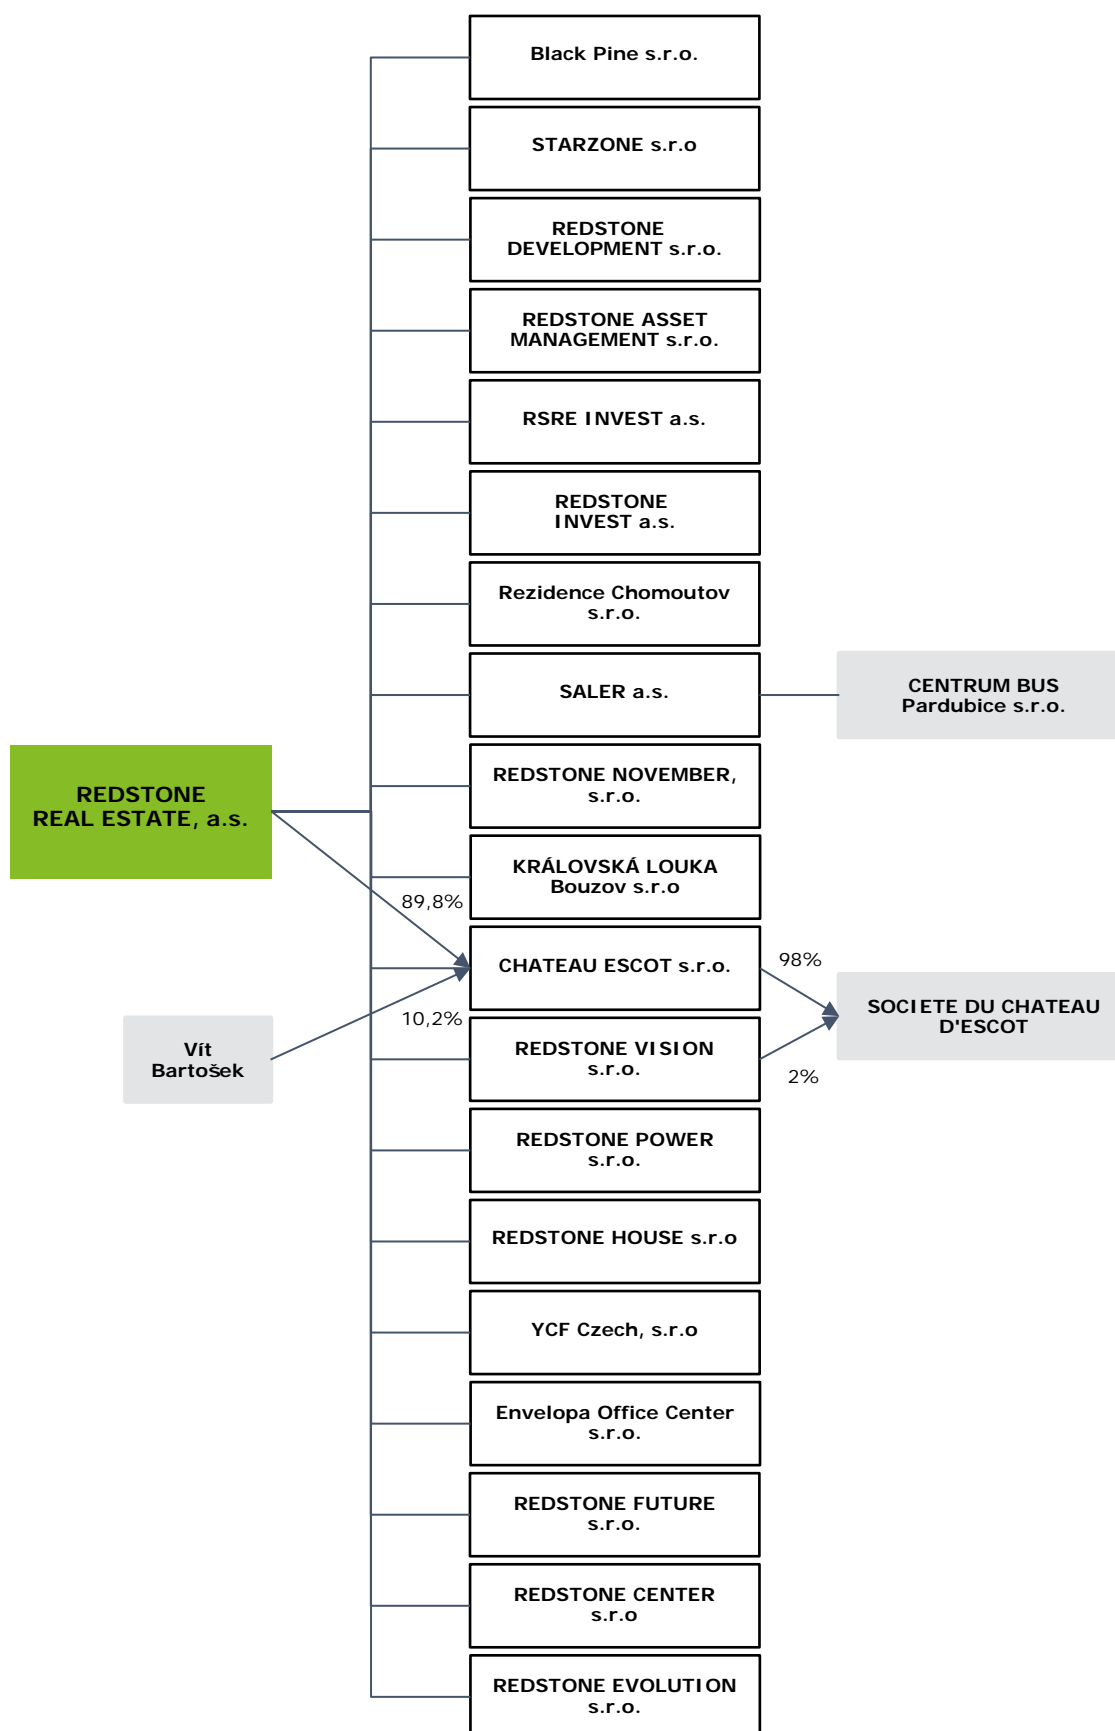 Black Pine s.r.o.
STARZONE s.r.o
REDSTONE
DEVELOPMENT s.r.o.
REDSTONE ASSET
MANAGEMENT s.r.o.
RSRE INVEST a.s.
REDSTONE
INVEST a.s.
Rezidence Chomoutov
s.r.o.
SALER a.s.
CENTRUM BUS
Pardubice s.r.o.
REDSTONE NOVEMBER,
s.r.o.
REDSTONE
REAL ESTATE, a.s.
KRÁLOVSKÁ LOUKA
Bouzov s.r.o
89,8%
CHATEAU ESCOT s.r.o.
98%
10,2%
SOCIETE DU CHATEAU
D'ESCOT
Vít
Bartošek
REDSTONE VISION
s.r.o.
2%
REDSTONE POWER
s.r.o.
REDSTONE HOUSE s.r.o
YCF Czech, s.r.o
Envelopa Office Center
s.r.o.
REDSTONE FUTURE
s.r.o.
REDSTONE CENTER
s.r.o
REDSTONE EVOLUTION
s.r.o.